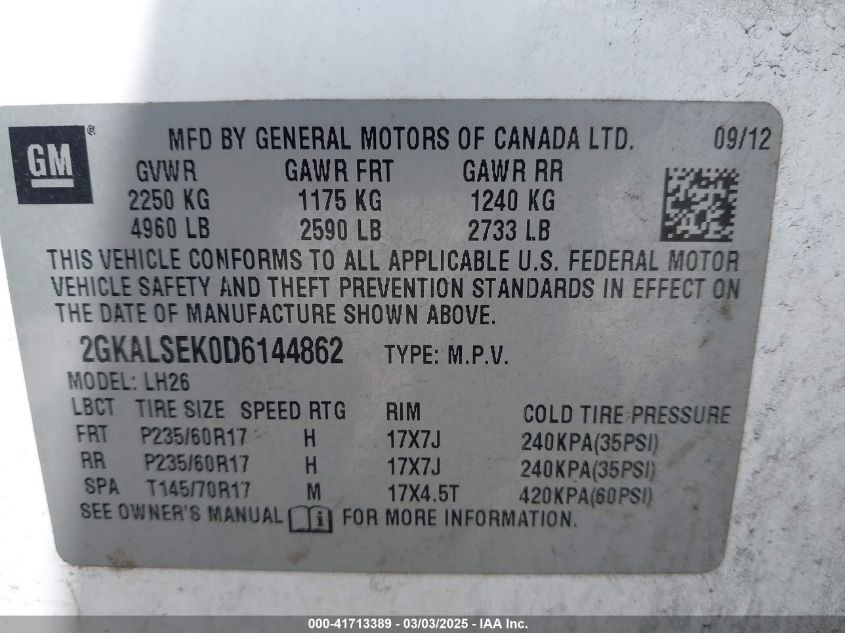 GM ®
MFD BY GENERAL MOTORS OF CANADA LTD. 09/12
GVWR GAWR FRT GAWR RR
2250 KG 1175 KG 1240 KG
4960 LB 2590 LB 2733 LB
THIS VEHICLE CONFORMS TO ALL APPLICABLE U.S. FEDERAL MOTOR
VEHICLE SAFETY AND THEFT PREVENTION STANDARDS IN EFFECT ON
THE DATE OF MANUFACTURE SHOWN ABOVE.
2GKALSEK0D6144862 TYPE: M.P.V.
MODEL: LH26
LBCT TIRE SIZE SPEED RTG RIM COLD TIRE PRESSURE
FRT P235/60R17 H 17X7J 240KPA(35PSI)
RR P235/60R17 H 17X7J 240KPA(35PSI)
SPA T145/70R17 M 17X4.5T 420KPA(60PSI)
SEE OWNER'S MANUAL FOR MORE INFORMATION.
000-41713389 - 03/03/2025 - IAA Inc.